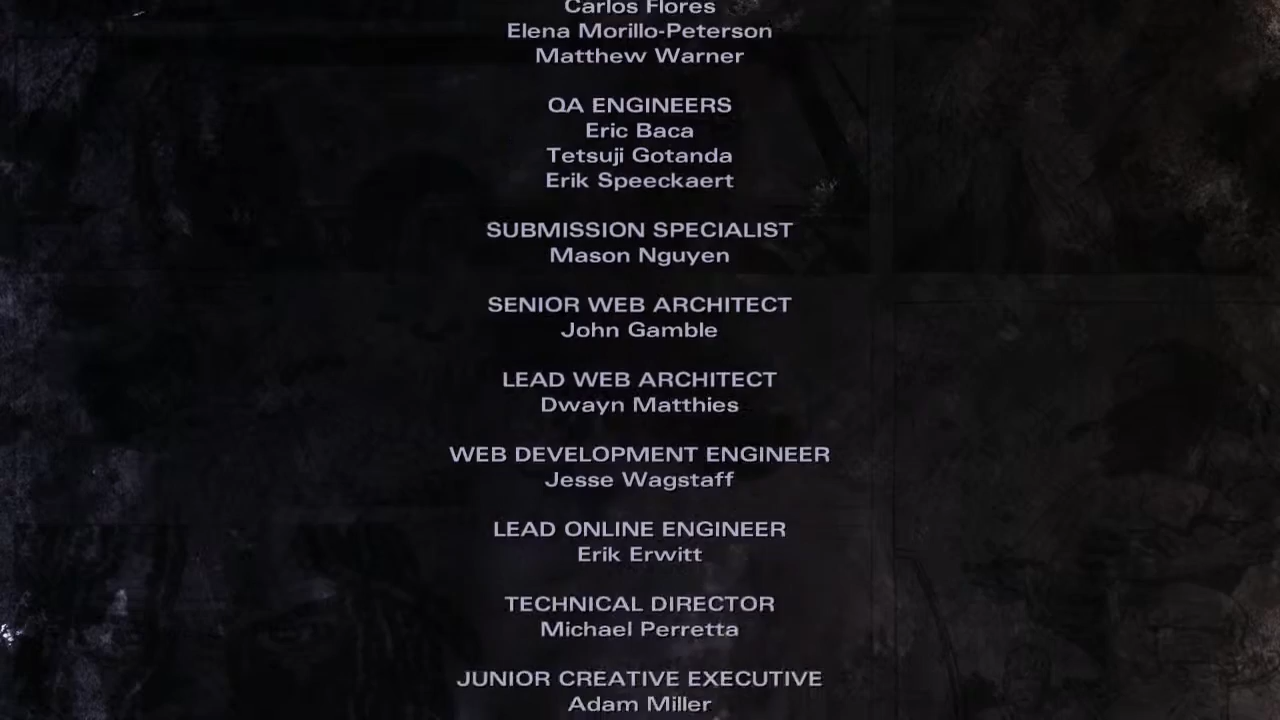 Carlos Flores
Elena Morillo-Peterson
Matthew Warner
QA ENGINEERS
Eric Baca
Tetsuji Gotanda
Erik Speeckaert
SUBMISSION SPECIALIST
Mason Nguyen
SENIOR WEB ARCHITECT
John Gamble
LEAD WEB ARCHITECT
Dwayn Matthies
WEB DEVELOPMENT ENGINEER
Jesse Wagstaff
LEAD ONLINE ENGINEER
Erik Erwitt
TECHNICAL DIRECTOR
Michael Perretta
JUNIOR CREATIVE EXECUTIVE
Adam Miller